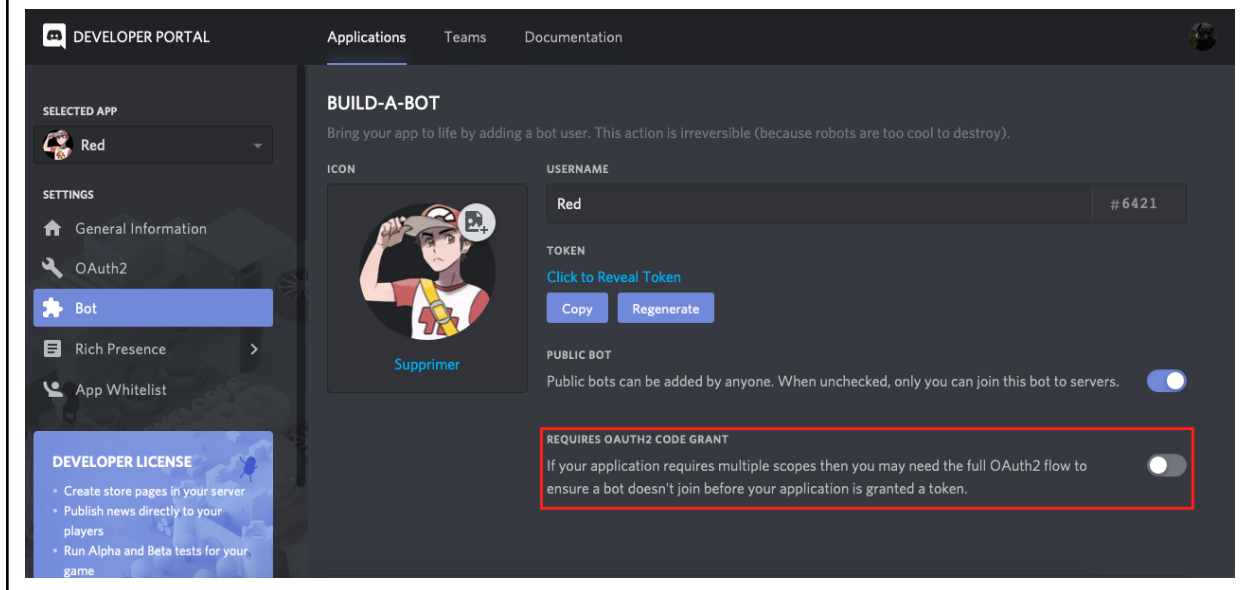 DEVELOPER PORTAL
Applications
Teams
Documentation
SELECTED APP
Red
SETTINGS
General Information
OAuth2
Bot
Rich Presence
App Whitelist
DEVELOPER LICENSE
• Create store pages in your server
• Publish news directly to your
players
• Run Alpha and Beta tests for your
game
BUILD-A-BOT
Bring your app to life by adding a bot user. This action is irreversible (because robots are too cool to destroy).
ICON
Supprimer
USERNAME
Red
#6421
TOKEN
Click to Reveal Token
Copy
Regenerate
PUBLIC BOT
Public bots can be added by anyone. When unchecked, only you can join this bot to servers.
REQUIRES OAUTH2 CODE GRANT
If your application requires multiple scopes then you may need the full OAuth2 flow to
ensure a bot doesn't join before your application is granted a token.